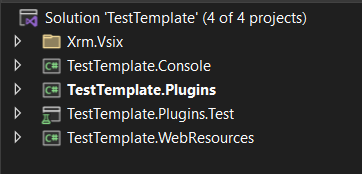 Solution 'TestTemplate' (4 of 4 projects)
Xrm.Vsix
C# TestTemplate.Console
C# TestTemplate.Plugins
TestTemplate.Plugins.Test
C# TestTemplate.WebResources